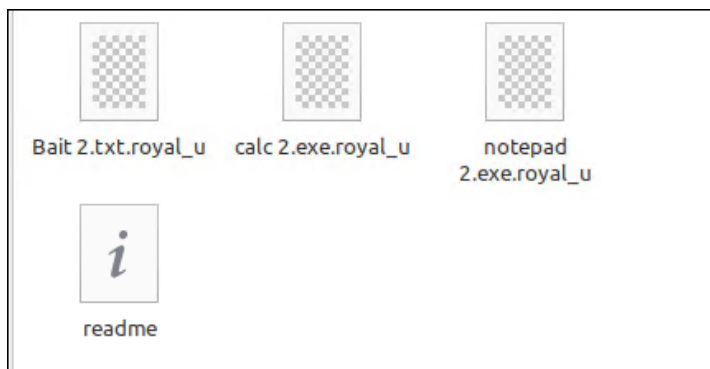 Bait 2.txt.royal_u calc 2.exe.royal_u notepad
2.exe.royal_u
i
readme